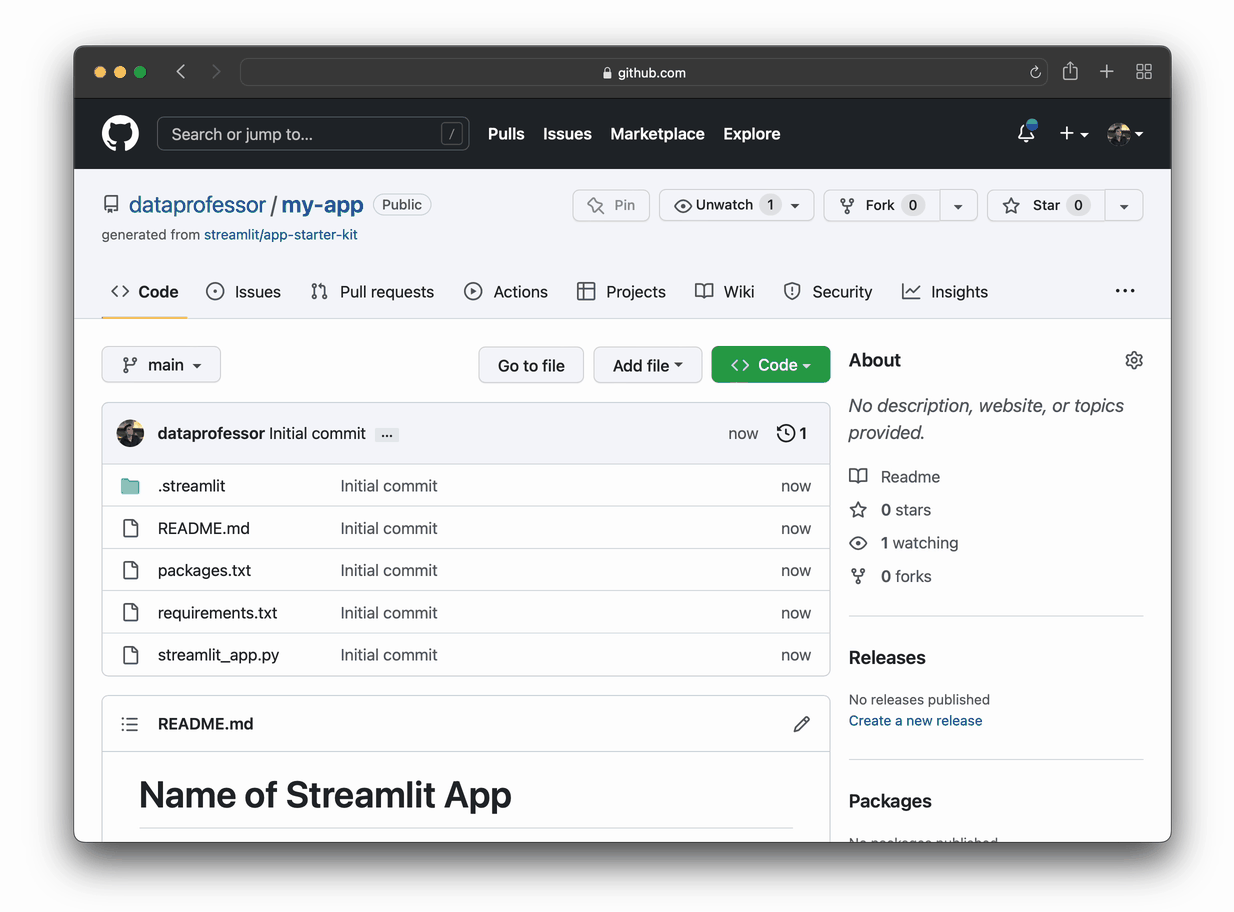 github.com
Search or jump to... /
Pulls Issues Marketplace Explore
dataprofessor / my-app Public
Pin Unwatch 1 Fork 0 Star 0
generated from streamlit/app-starter-kit
Code Issues Pull requests Actions Projects Wiki Security Insights ...
main Go to file Add file Code
dataprofessor Initial commit ... now 1
.streamlit Initial commit now
README.md Initial commit now
packages.txt Initial commit now
requirements.txt Initial commit now
streamlit_app.py Initial commit now
README.md
Name of Streamlit App
About
No description, website, or topics
provided.
Readme
0 stars
1 watching
0 forks
Releases
No releases published
Create a new release
Packages
No packages published